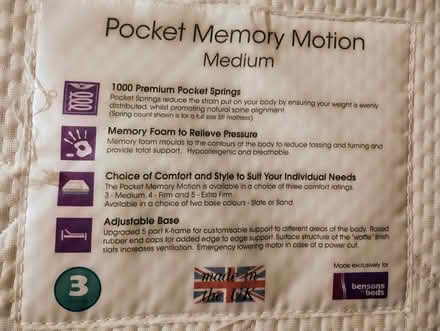 Pocket Memory Motion
Medium
1000 Premium Pocket Springs
Pocket Springs reduce the strain put on your body by ensuring your weight is evenly
distributed, whilst promoting natural spine alignment.
(Spring count shown is for a full size 5ft mattress)
Memory Foam to Relieve Pressure
Memory foam moulds to the contours of the body to reduce tossing and turning and
provide total support. Hypoallergenic and breathable.
Choice of Comfort and Style to Suit Your Individual Needs
The Pocket Memory Motion is available in a choice of three comfort ratings.
3 - Medium, 4 - Firm and 5 - Extra Firm.
Available in a choice of two base colours - Slate or Sand.
Adjustable Base
Upgraded 5 part K-frame for customisable support to different areas of the body. Raised
rubber end caps for added edge to edge support. Surface structure of the "waffle" finish
slats increases ventilation. Emergency lowering motor in case of a power cut.
3
made in
the UK
Made exclusively for
bensons
for beds